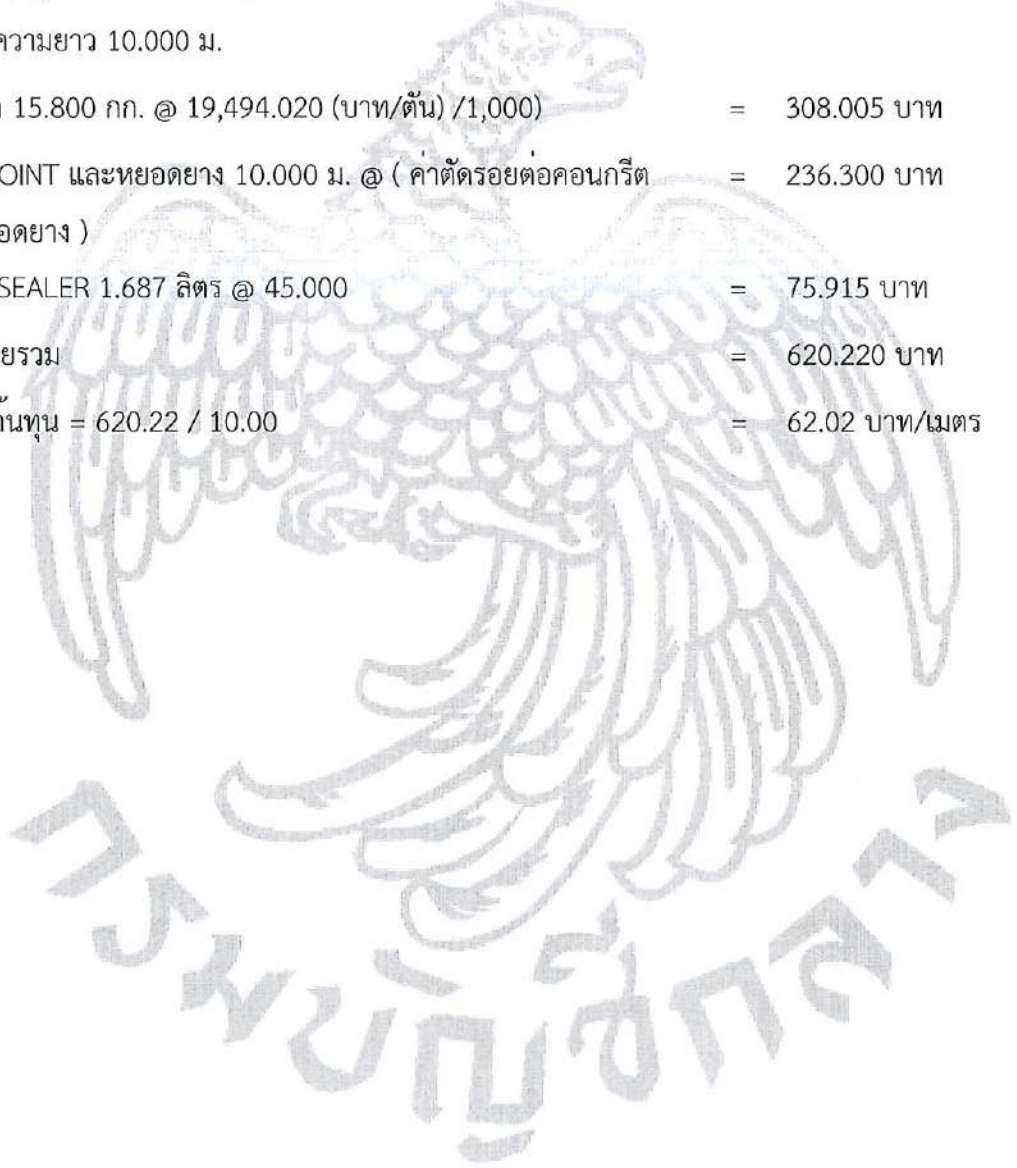 ความยาว 10.000 ม.
15.800 กก. @ 19,494.020 (บาท/ตัน) /1,000) = 308.005 บาท
OINT และหยอดยาง 10.000 ม. @ ( ค่าตัดรอยต่อคอนกรีต = 236.300 บาท
อดยาง )
SEALER 1.687 ลิตร @ 45.000 = 75.915 บาท
ยรวม = 620.220 บาท
้นทุน = 620.22 / 10.00 = 62.02 บาท/เมตร
กรมบัญชีกลาง